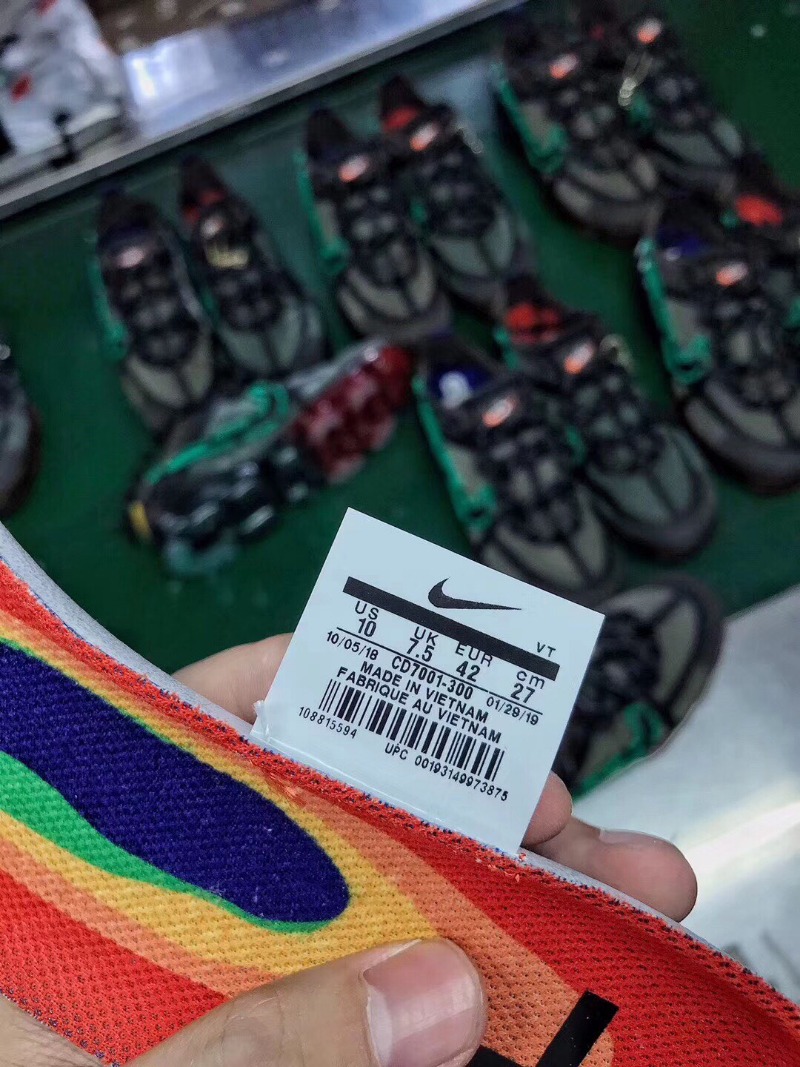 US UK EUR cm VT
10 7.5 42 27
10/05/18 CD7001-300 01/29/19
MADE IN VIETNAM
FABRIQUE AU VIETNAM
108815594 UPC 00193149973875